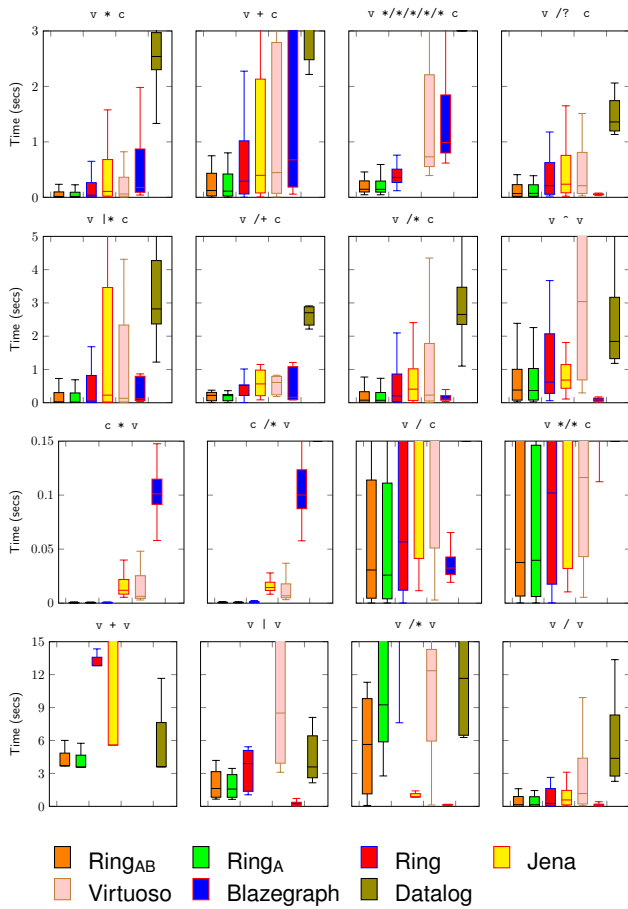 v * c
v + c
v */*/*/*/* c
v /? c
Time (secs)
3
2
1
0
v |* c
v /+ c
v /* c
v ^ v
Time (secs)
5
4
3
2
1
0
c * v
c /* v
v / c
v */* c
Time (secs)
0.15
0.1
0.05
0
v + v
v | v
v /* v
v / v
Time (secs)
15
12
9
6
3
0
RingAB
RingA
Ring
Jena
Virtuoso
Blazegraph
Datalog